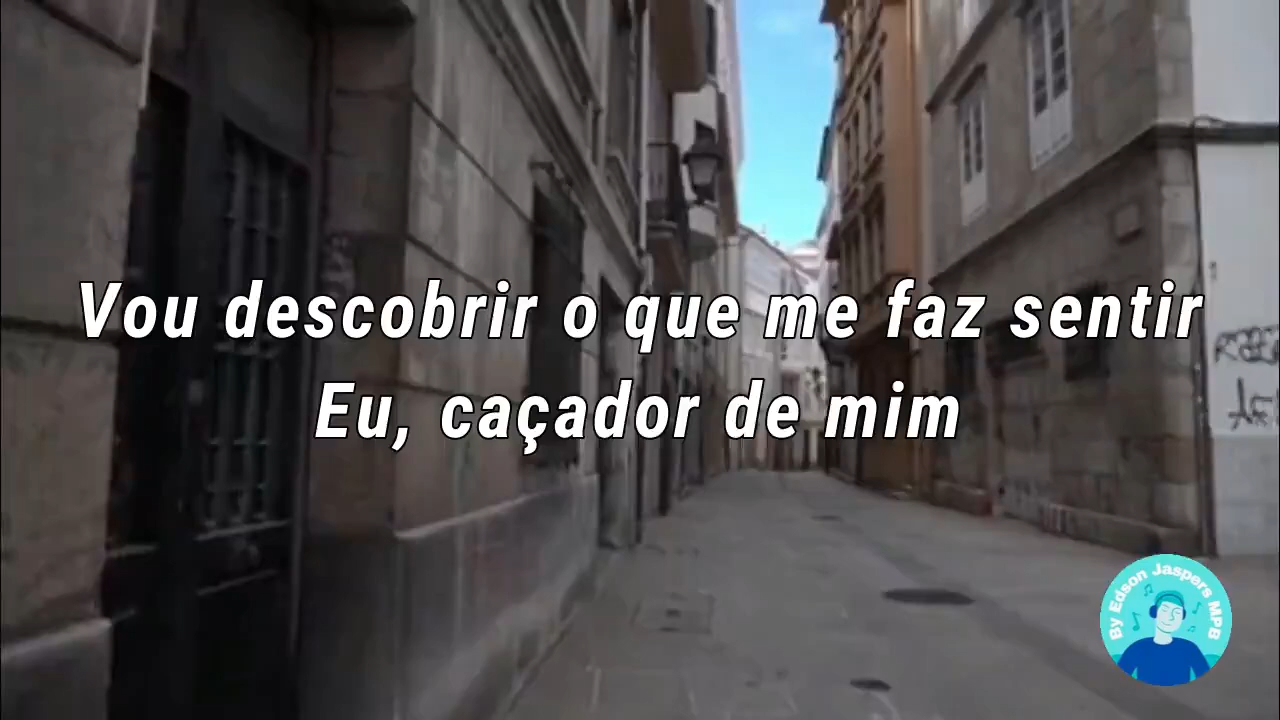 Vou descobrir o que me faz sentir
Eu, caçador de mim
By Edson Jaspers MPB